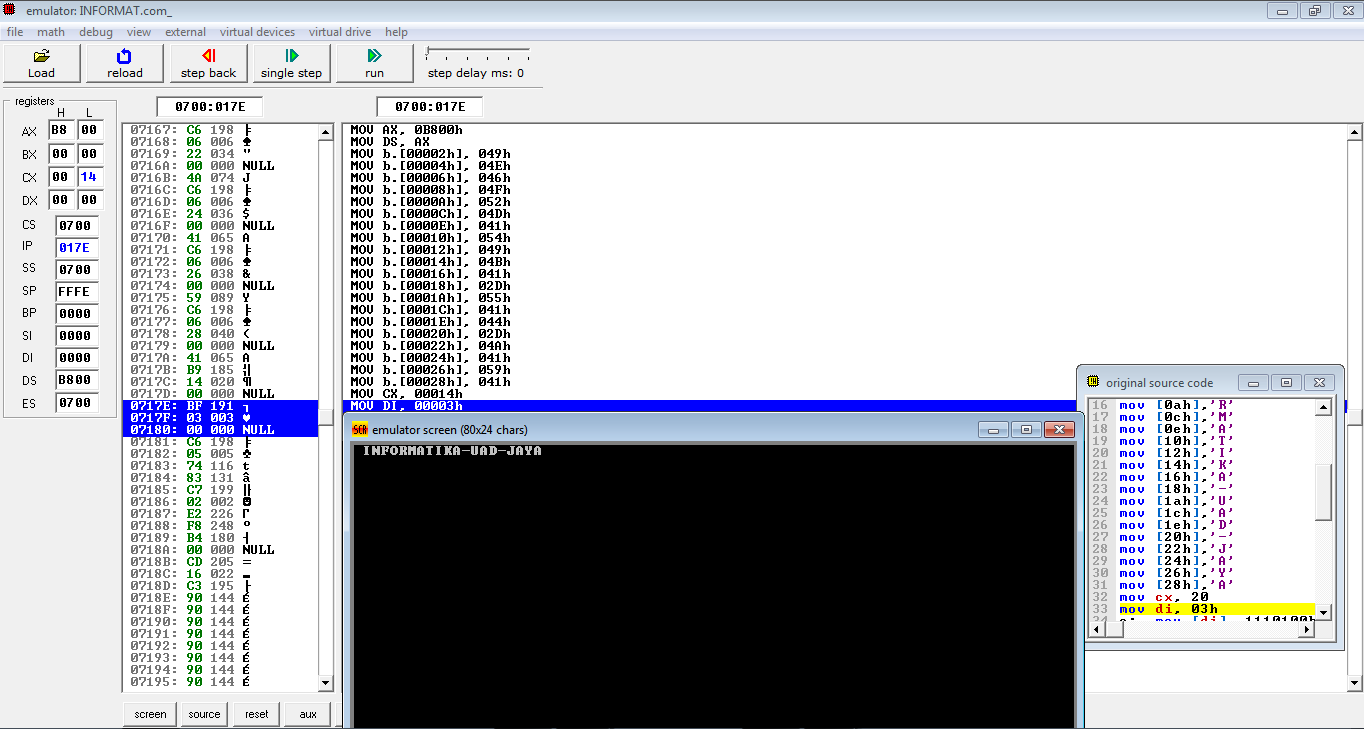 emulator: INFORMAT.com_
file math debug view external virtual devices virtual drive help
Load reload step back single step run step delay ms: 0
registers
H L
AX B8 00
BX 00 00
CX 00 14
DX 00 00
CS 0700
IP 017E
SS 0700
SP FFFE
BP 0000
SI 0000
DI 0000
DS B800
ES 0700
0700:017E
07167: C6 198 ╞
07168: 06 006 ♠
07169: 22 034 "
0716A: 00 000 NULL
0716B: 4A 074 J
0716C: C6 198 ╞
0716D: 06 006 ♠
0716E: 24 036 $
0716F: 00 000 NULL
07170: 41 065 A
07171: C6 198 ╞
07172: 06 006 ♠
07173: 26 038 &
07174: 00 000 NULL
07175: 59 089 Y
07176: C6 198 ╞
07177: 06 006 ♠
07178: 28 040 (
07179: 00 000 NULL
0717A: 41 065 A
0717B: B9 185 ╣
0717C: 14 020 ¶
0717D: 00 000 NULL
0717E: BF 191 ┐
0717F: 03 003 ♥
07180: 00 000 NULL
07181: C6 198 ╞
07182: 05 005 ♣
07183: 74 116 t
07184: 83 131 â
07185: C7 199 ╟
07186: 02 002 ☻
07187: E2 226 Γ
07188: F8 248 °
07189: B4 180 ┤
0718A: 00 000 NULL
0718B: CD 205 =
0718C: 16 022 ▬
0718D: C3 195 ├
0718E: 90 144 É
0718F: 90 144 É
07190: 90 144 É
07191: 90 144 É
07192: 90 144 É
07193: 90 144 É
07194: 90 144 É
07195: 90 144 É
0700:017E
MOV AX, 0B800h
MOV DS, AX
MOV b.[00002h], 049h
MOV b.[00004h], 04Eh
MOV b.[00006h], 046h
MOV b.[00008h], 04Fh
MOV b.[0000Ah], 052h
MOV b.[0000Ch], 04Dh
MOV b.[0000Eh], 041h
MOV b.[00010h], 054h
MOV b.[00012h], 049h
MOV b.[00014h], 04Bh
MOV b.[00016h], 041h
MOV b.[00018h], 02Dh
MOV b.[0001Ah], 055h
MOV b.[0001Ch], 041h
MOV b.[0001Eh], 044h
MOV b.[00020h], 02Dh
MOV b.[00022h], 04Ah
MOV b.[00024h], 041h
MOV b.[00026h], 059h
MOV b.[00028h], 041h
MOV CX, 00014h
MOV DI, 00003h
emulator screen (80x24 chars)
INFORMATIKA-UAD-JAYA
original source code
16 mov [0ah],'R'
17 mov [0ch],'M'
18 mov [0eh],'A'
19 mov [10h],'T'
20 mov [12h],'I'
21 mov [14h],'K'
22 mov [16h],'A'
23 mov [18h],'-'
24 mov [1ah],'U'
25 mov [1ch],'A'
26 mov [1eh],'D'
27 mov [20h],'-'
28 mov [22h],'J'
29 mov [24h],'A'
30 mov [26h],'Y'
31 mov [28h],'A'
32 mov cx, 20
33 mov di, 03h
screen source reset aux